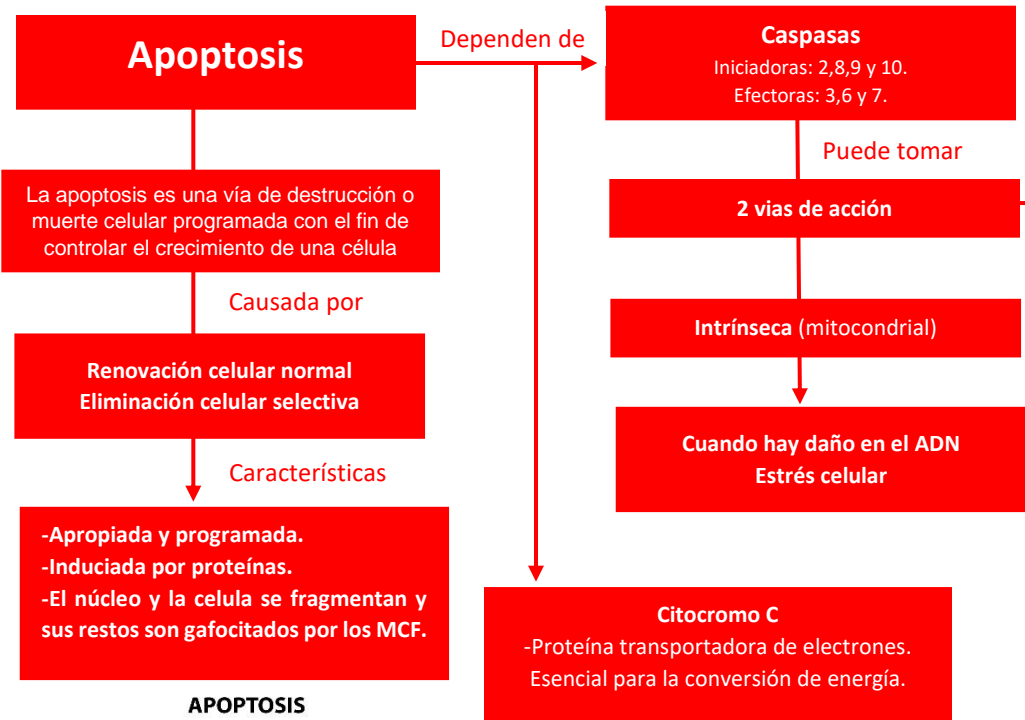 Apoptosis
Dependen de
Caspasas
Iniciadoras: 2,8,9 y 10.
Efectoras: 3,6 y 7.
Puede tomar
La apoptosis es una vía de destrucción o
muerte celular programada con el fin de
controlar el crecimiento de una célula
2 vias de acción
Causada por
Intrínseca (mitocondrial)
Renovación celular normal
Eliminación celular selectiva
Cuando hay daño en el ADN
Estrés celular
Característícas
-Apropiada y programada.
-Induciada por proteínas.
-El núcleo y la celula se fragmentan y
sus restos son gafocitados por los MCF.
Citocromo C
-Proteína transportadora de electrones.
Esencial para la conversión de energía.
APOPTOSIS